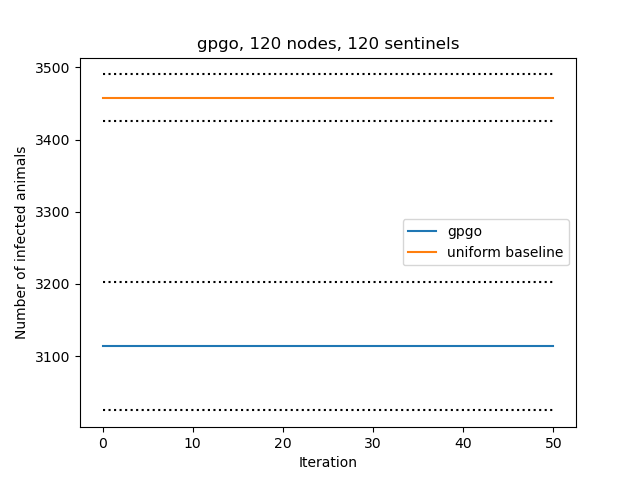 gpgo, 120 nodes, 120 sentinels
3500
3400
3300
3200
3100
Number of infected animals
gpgo
uniform baseline
0 10 20 30 40 50
Iteration